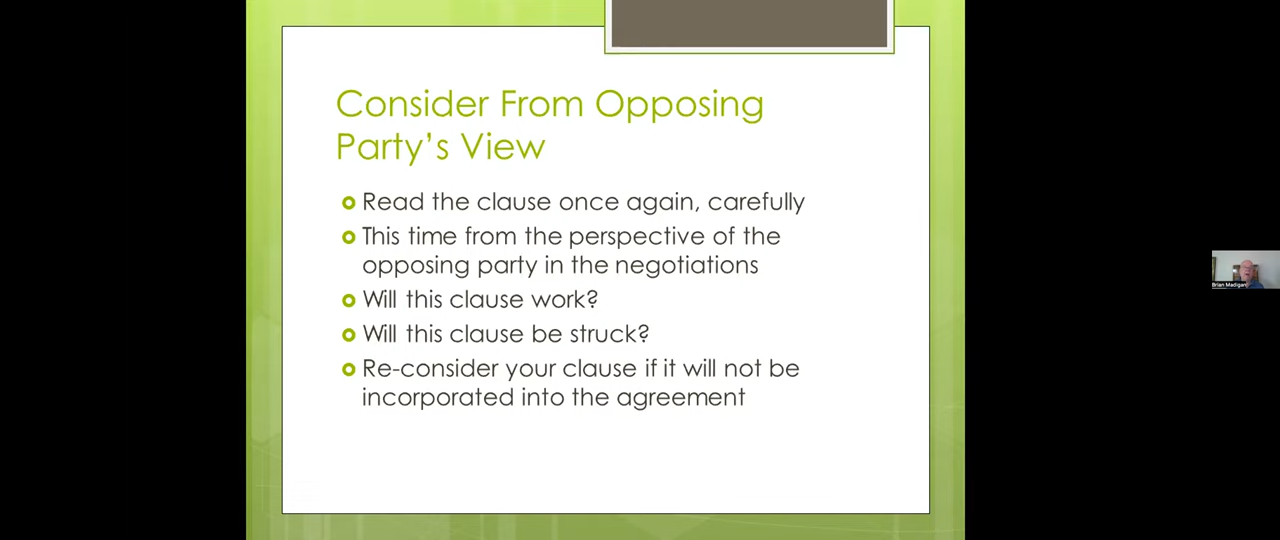 Consider From Opposing
Party's View
Read the clause once again, carefully
This time from the perspective of the
opposing party in the negotiations
Will this clause work?
Will this clause be struck?
Re-consider your clause if it will not be
incorporated into the agreement
Brian Madigan